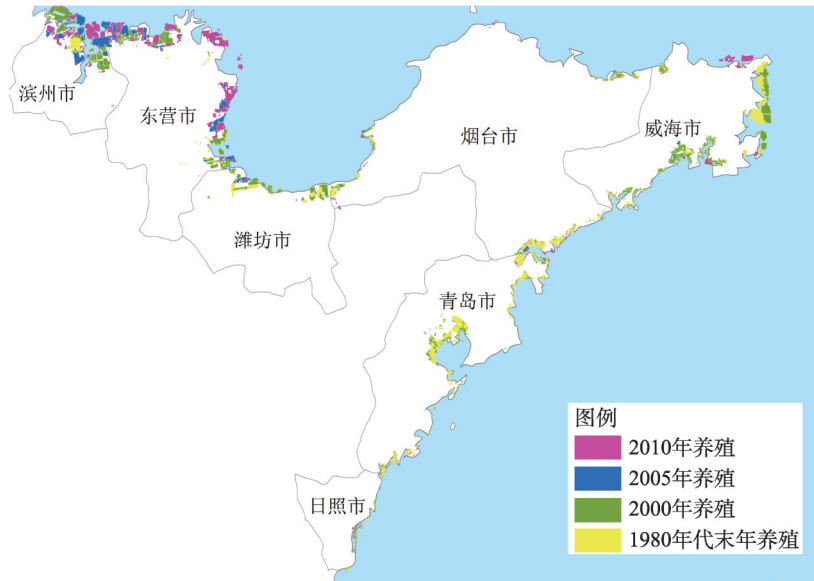 滨州市
东营市
烟台市
威海市
潍坊市
青岛市
日照市
图例
2010年养殖
2005年养殖
2000年养殖
1980年代末年养殖